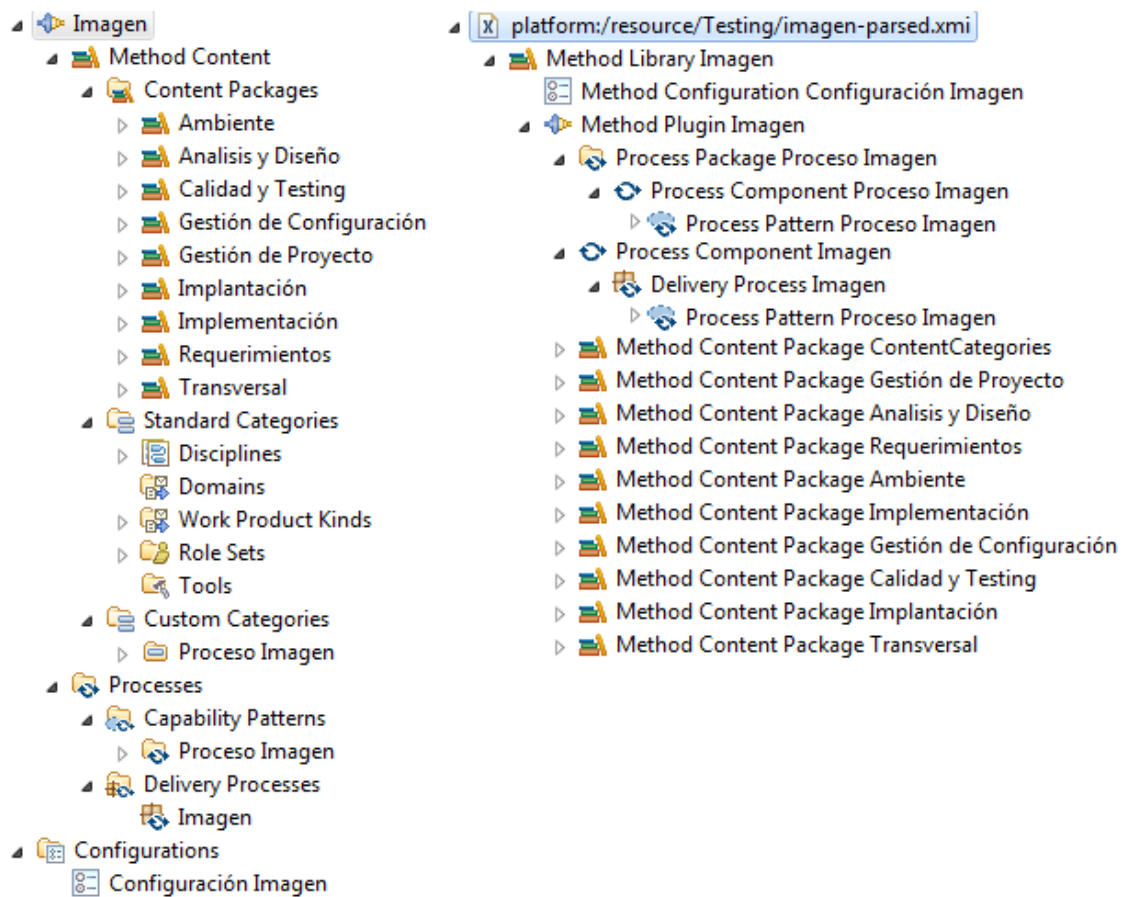 Imagen
Method Content
Content Packages
Ambiente
Analisis y Diseño
Calidad y Testing
Gestión de Configuración
Gestión de Proyecto
Implantación
Implementación
Requerimientos
Transversal
Standard Categories
Disciplines
Domains
Work Product Kinds
Role Sets
Tools
Custom Categories
Proceso Imagen
Processes
Capability Patterns
Proceso Imagen
Delivery Processes
Imagen
Configurations
Configuración Imagen
platform:/resource/Testing/imagen-parsed.xmi
Method Library Imagen
Method Configuration Configuración Imagen
Method Plugin Imagen
Process Package Proceso Imagen
Process Component Proceso Imagen
Process Pattern Proceso Imagen
Process Component Imagen
Delivery Process Imagen
Process Pattern Proceso Imagen
Method Content Package ContentCategories
Method Content Package Gestión de Proyecto
Method Content Package Analisis y Diseño
Method Content Package Requerimientos
Method Content Package Ambiente
Method Content Package Implementación
Method Content Package Gestión de Configuración
Method Content Package Calidad y Testing
Method Content Package Implantación
Method Content Package Transversal